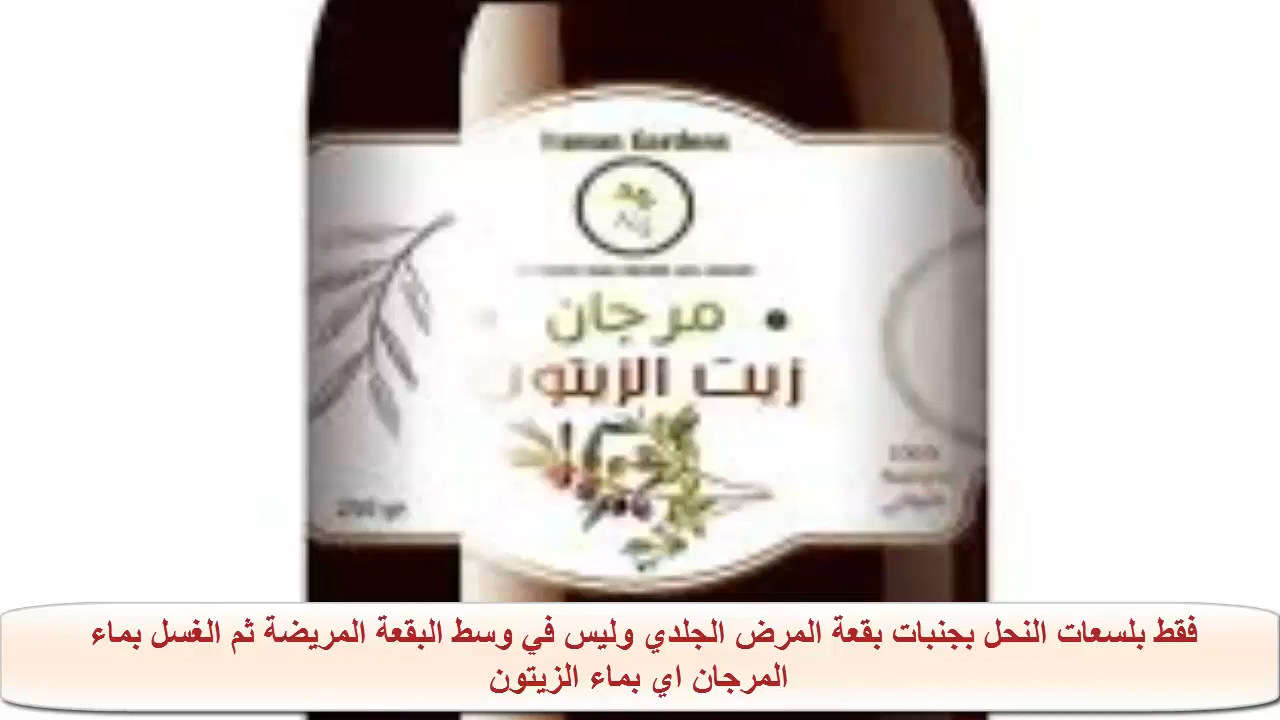 Gardens
مرجان
زيت الزيتون
فقط بلسعات النحل بجنبات بقعة المرض الجلدي وليس في وسط البقعة المريضة ثم الغسل بماء
المرجان اي بماء الزيتون